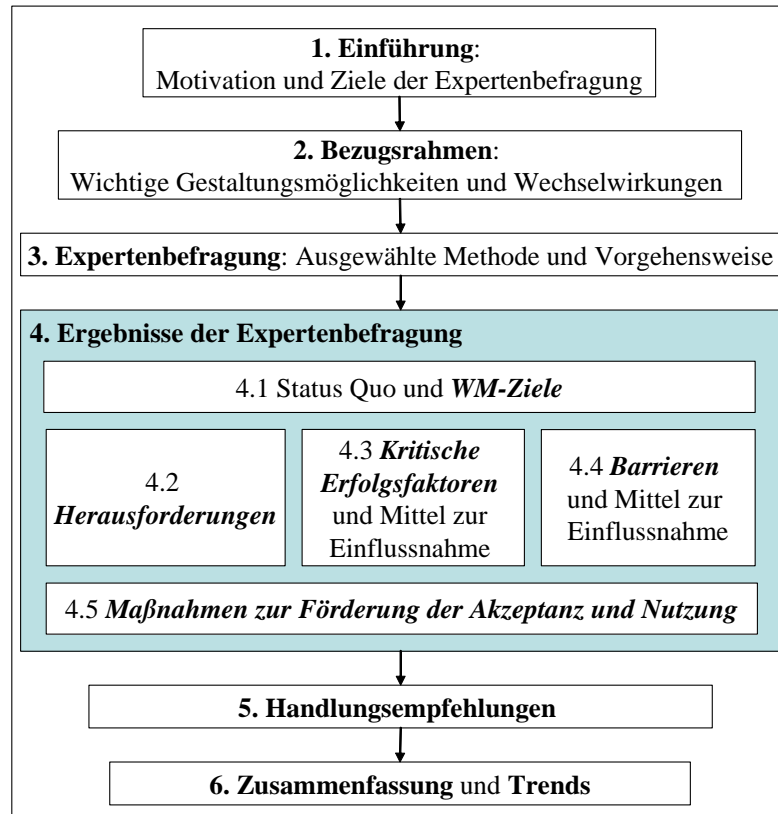 1. Einführung:
Motivation und Ziele der Expertenbefragung
2. Bezugsrahmen:
Wichtige Gestaltungsmöglichkeiten und Wechselwirkungen
3. Expertenbefragung: Ausgewählte Methode und Vorgehensweise
4. Ergebnisse der Expertenbefragung
4.1 Status Quo und WM-Ziele
4.2
Herausforderungen
4.3 Kritische
Erfolgsfaktoren
und Mittel zur
Einflussnahme
4.4 Barrieren
und Mittel zur
Einflussnahme
4.5 Maßnahmen zur Förderung der Akzeptanz und Nutzung
5. Handlungsempfehlungen
6. Zusammenfassung und Trends